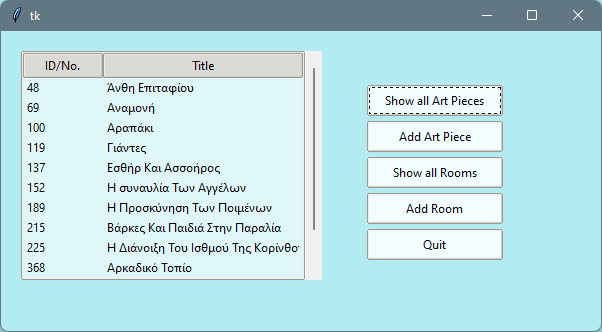 tk
ID/No. Title
48 Άνθη Επιταφίου
69 Αναμονή
100 Αραπάκι
119 Γιάντες
137 Εσθήρ Και Ασσοήρος
152 Η συναυλία Των Αγγέλων
189 Η Προσκύνηση Των Ποιμένων
215 Βάρκες Και Παιδιά Στην Παραλία
225 Η Διάνοιξη Του Ισθμού Της Κορίνθο
368 Αρκαδικό Τοπίο
Show all Art Pieces
Add Art Piece
Show all Rooms
Add Room
Quit